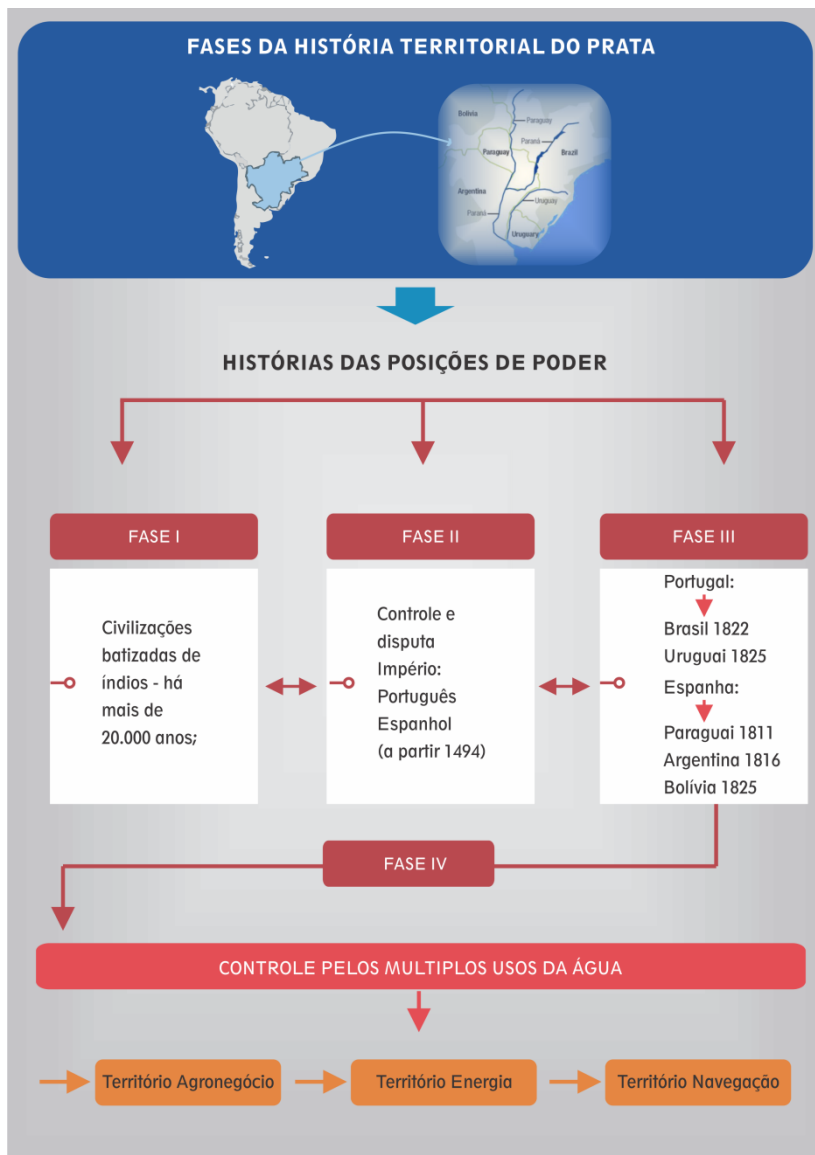 FASES DA HISTÓRIA TERRITORIAL DO PRATA
Bolívia
Paraguay
Paraná
Paraguay
Brazil
Argentina
Uruguay
Paraná
Uruguary
HISTÓRIAS DAS POSIÇÕES DE PODER
FASE I
Civilizações
batizadas de
índios - há
mais de
20.000 anos;
FASE II
Controle e
disputa
Império:
Português
Espanhol
(a partir 1494)
FASE III
Portugal:
Brasil 1822
Uruguai 1825
Espanha:
Paraguai 1811
Argentina 1816
Bolívia 1825
FASE IV
CONTROLE PELOS MULTIPLOS USOS DA ÁGUA
Território Agronegócio
Território Energia
Território Navegação